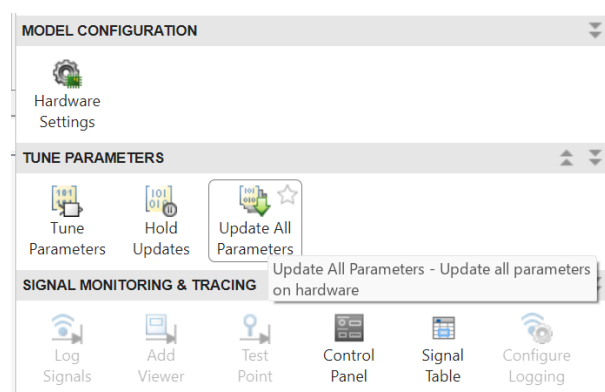 MODEL CONFIGURATION
Hardware
Settings
TUNE PARAMETERS
Tune
Parameters
Hold
Updates
Update All
Parameters
Update All Parameters - Update all parameters
on hardware
SIGNAL MONITORING & TRACING
Log
Signals
Add
Viewer
Test
Point
Control
Panel
Signal
Table
Configure
Logging